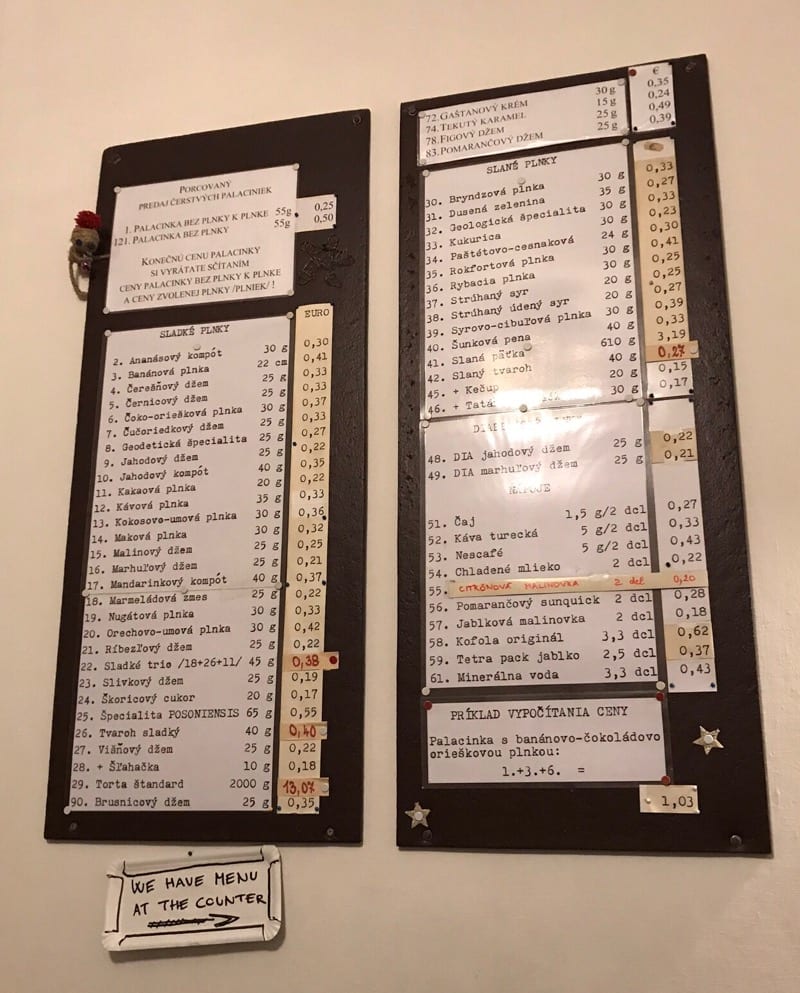 PORCOVANÝ
PREDAJ ČERSTVÝCH PALACINIEK
1. PALACINKA BEZ PLNKY K PLNKE 55g 0,25
121. PALACINKA BEZ PLNKY 55g 0,50
KONEČNÚ CENU PALACINKY
SI VYRÁTATE SČÍTANÍM
CENY PALACINKY BEZ PLNKY K PLNKE
A CENY ZVOLENEJ PLNKY /PLNIEK/ !
SLADKÉ PLNKY EURO
2. Ananásový kompót 30 g 0,30
3. Banánová plnka 22 cm 0,41
4. Čerešňový džem 25 g 0,33
5. Černicový džem 25 g 0,33
6. Čoko-oriešková plnka 30 g 0,37
7. Čučoriedkový džem 25 g 0,33
8. Geodetická špecialita 25 g 0,27
9. Jahodový džem 25 g 0,22
10. Jahodový kompót 40 g 0,35
11. Kakaová plnka 20 g 0,22
12. Kávová plnka 35 g 0,33
13. Kokosovo-umová plnka 30 g 0,36
14. Maková plnka 30 g 0,32
15. Malinový džem 25 g 0,25
16. Marhuľový džem 25 g 0,21
17. Mandarinkový kompót 40 g 0,37
18. Marmeládová zmes 25 g 0,22
19. Nugátová plnka 30 g 0,33
20. Orechovo-umová plnka 30 g 0,42
21. Ríbezľový džem 25 g 0,22
22. Sladké trio /18+26+11/ 45 g 0,38
23. Slivkový džem 25 g 0,19
24. Škoricový cukor 20 g 0,17
25. Špecialita POSONIENSIS 65 g 0,55
26. Tvaroh sladký 40 g 0,40
27. Višňový džem 25 g 0,22
28. + Šľahačka 10 g 0,18
29. Torta štandard 2000 g 13,07
90. Brusnicový džem 25 g 0,35
WE HAVE MENU
AT THE COUNTER
€
72. GAŠTANOVÝ KRÉM 30 g 0,35
74. TEKUTÝ KARAMEL 15 g 0,24
78. FIGOVÝ DŽEM 25 g 0,49
83. POMARANČOVÝ DŽEM 25 g 0,39
SLANÉ PLNKY
30. Bryndzová plnka 30 g 0,33
31. Dusená zelenina 35 g 0,27
32. Geologická špecialita 30 g 0,33
33. Kukurica 24 g 0,23
34. Paštétovo-cesnaková 30 g 0,30
35. Rokfortová plnka 30 g 0,41
36. Rybacia plnka 30 g 0,25
37. Strúhaný syr 20 g 0,25
38. Strúhaný údený syr 20 g 0,27
39. Syrovo-cibuľová plnka 30 g 0,39
40. Šunková pena 40 g 0,33
41. Slaná päťka 610 g 3,19
42. Slaný tvaroh 40 g 0,27
45. + Kečup 20 g 0,15
46. + Tatá 30 g 0,17
48. DIA jahodový džem 25 g 0,22
49. DIA marhuľový džem 25 g 0,21
NÁPOJE
51. Čaj 1,5 g/2 dcl 0,27
52. Káva turecká 5 g/2 dcl 0,33
53. Nescafé 5 g/2 dcl 0,43
54. Chladené mlieko 2 dcl 0,22
55. CITRÓNOVÁ MALINOVKA 2 dcl 0,20
56. Pomarančový sunquick 2 dcl 0,28
57. Jablková malinovka 2 dcl 0,18
58. Kofola originál 3,3 dcl 0,62
59. Tetra pack jablko 2,5 dcl 0,37
61. Minerálna voda 3,3 dcl 0,43
PRÍKLAD VYPOČÍTANIA CENY
Palacinka s banánovo-čokoládovo
orieškovou plnkou:
1.+3.+6. =
1,03